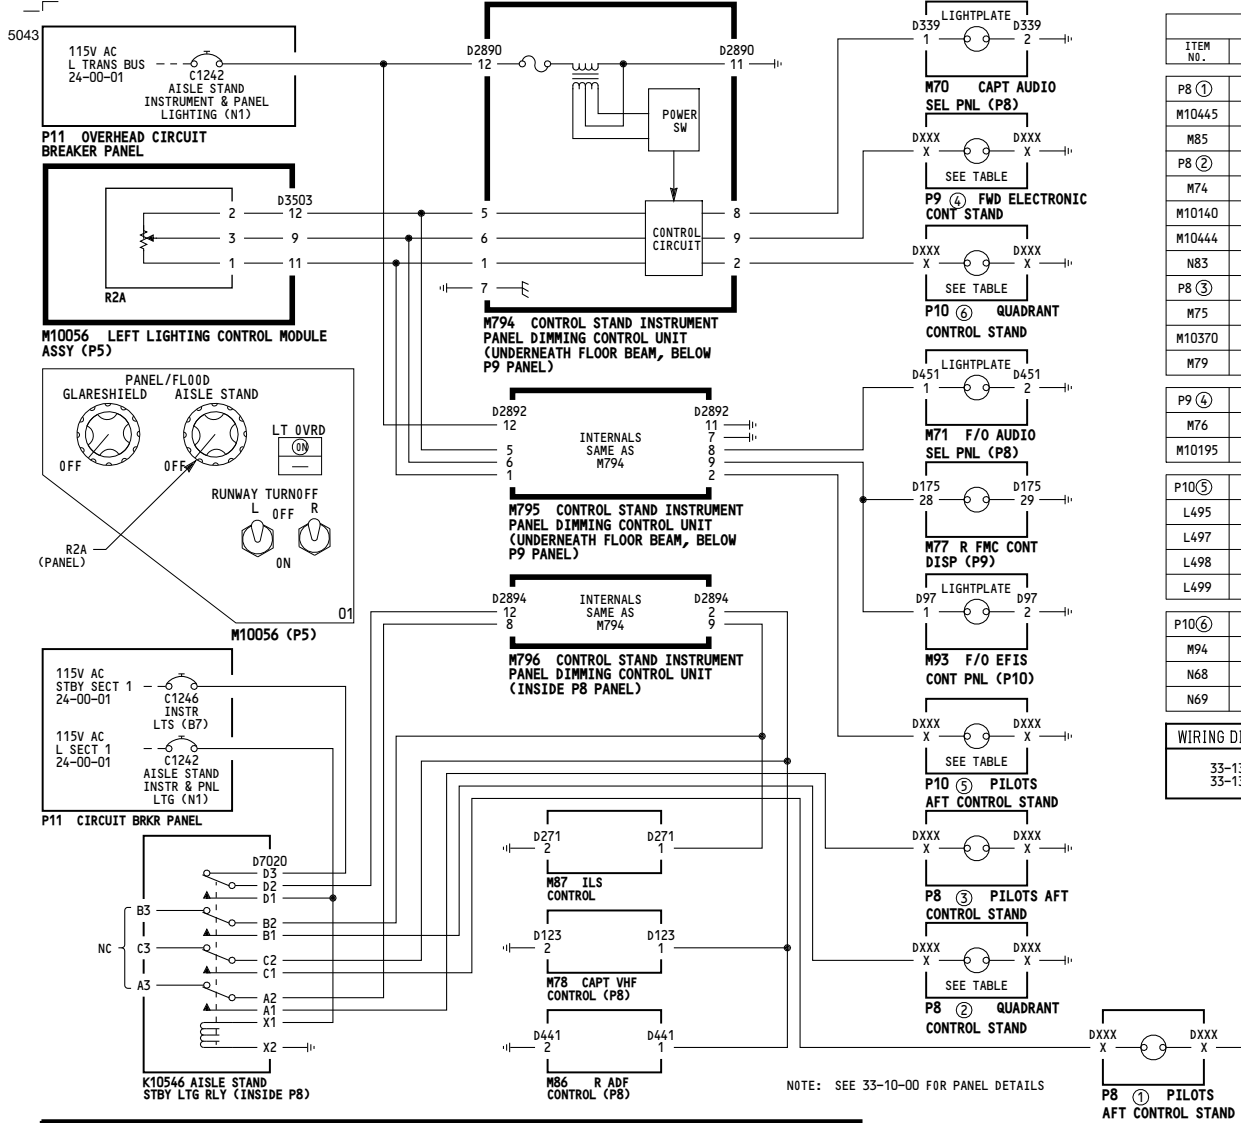 5043
115V AC
L TRANS BUS
24-00-01
C1242
AISLE STAND
INSTRUMENT & PANEL
LIGHTING (N1)
P11 OVERHEAD CIRCUIT
BREAKER PANEL
D3503
2 12
3 9
1 11
R2A
M10056 LEFT LIGHTING CONTROL MODULE
ASSY (P5)
PANEL/FLOOD
GLARESHIELD AISLE STAND
OFF OFF
LT OVRD
ON
RUNWAY TURNOFF
L OFF R
ON
R2A
(PANEL)
01
M10056 (P5)
115V AC
STBY SECT 1
24-00-01
C1246
INSTR
LTS (B7)
115V AC
L SECT 1
24-00-01
C1242
AISLE STAND
INSTR & PNL
LTG (N1)
P11 CIRCUIT BRKR PANEL
D7020
D3
D2
D1
B3
B2
B1
NC
C3
C2
C1
A3
A2
A1
X1
X2
K10546 AISLE STAND
STBY LTG RLY (INSIDE P8)
D2890 D2890
12 11
POWER
SW
CONTROL
CIRCUIT
5 8
6 9
1 2
7
M794 CONTROL STAND INSTRUMENT
PANEL DIMMING CONTROL UNIT
(UNDERNEATH FLOOR BEAM, BELOW
P9 PANEL)
D2892 D2892
12 11
7
5 8
6 9
1 2
INTERNALS
SAME AS
M794
M795 CONTROL STAND INSTRUMENT
PANEL DIMMING CONTROL UNIT
(UNDERNEATH FLOOR BEAM, BELOW
P9 PANEL)
D2894 D2894
12 2
8 9
INTERNALS
SAME AS
M794
M796 CONTROL STAND INSTRUMENT
PANEL DIMMING CONTROL UNIT
(INSIDE P8 PANEL)
D271 D271
2 1
M87 ILS
CONTROL
D123 D123
2 1
M78 CAPT VHF
CONTROL (P8)
D441 D441
2 1
M86 R ADF
CONTROL (P8)
LIGHTPLATE
D339 D339
1 2
M70 CAPT AUDIO
SEL PNL (P8)
DXXX DXXX
X X
SEE TABLE
P9 ④ FWD ELECTRONIC
CONT STAND
DXXX DXXX
X X
SEE TABLE
P10 ⑥ QUADRANT
CONTROL STAND
LIGHTPLATE
D451 D451
1 2
M71 F/O AUDIO
SEL PNL (P8)
D175 D175
28 29
M77 R FMC CONT
DISP (P9)
LIGHTPLATE
D97 D97
1 2
M93 F/O EFIS
CONT PNL (P10)
DXXX DXXX
X X
SEE TABLE
P10 ⑤ PILOTS
AFT CONTROL STAND
DXXX DXXX
X X
P8 ③ PILOTS AFT
CONTROL STAND
DXXX DXXX
X X
SEE TABLE
P8 ② QUADRANT
CONTROL STAND
DXXX DXXX
X X
P8 ① PILOTS
AFT CONTROL STAND
NOTE: SEE 33-10-00 FOR PANEL DETAILS
ITEM
NO.
P8 ①
M10445
M85
P8 ②
M74
M10140
M10444
N83
P8 ③
M75
M10370
M79
P9 ④
M76
M10195
P10 ⑤
L495
L497
L498
L499
P10 ⑥
M94
N68
N69
WIRING
33-13
33-13